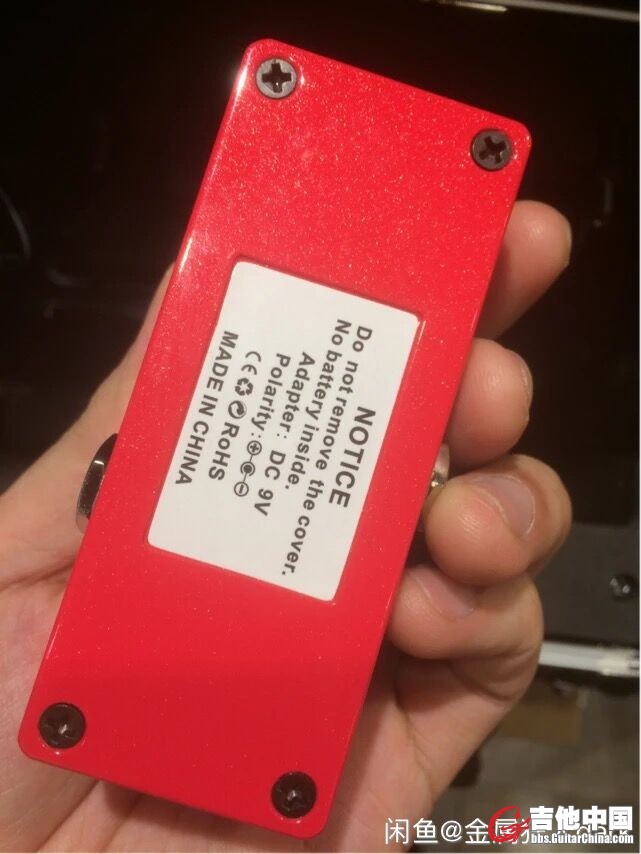 NOTICE
Do not remove the cover.
No battery inside.
Adapter: DC 9V
Polarity:
CE RoHS
MADE IN CHINA
闲鱼@金属
吉他中国
bbs.GuitarChina.com